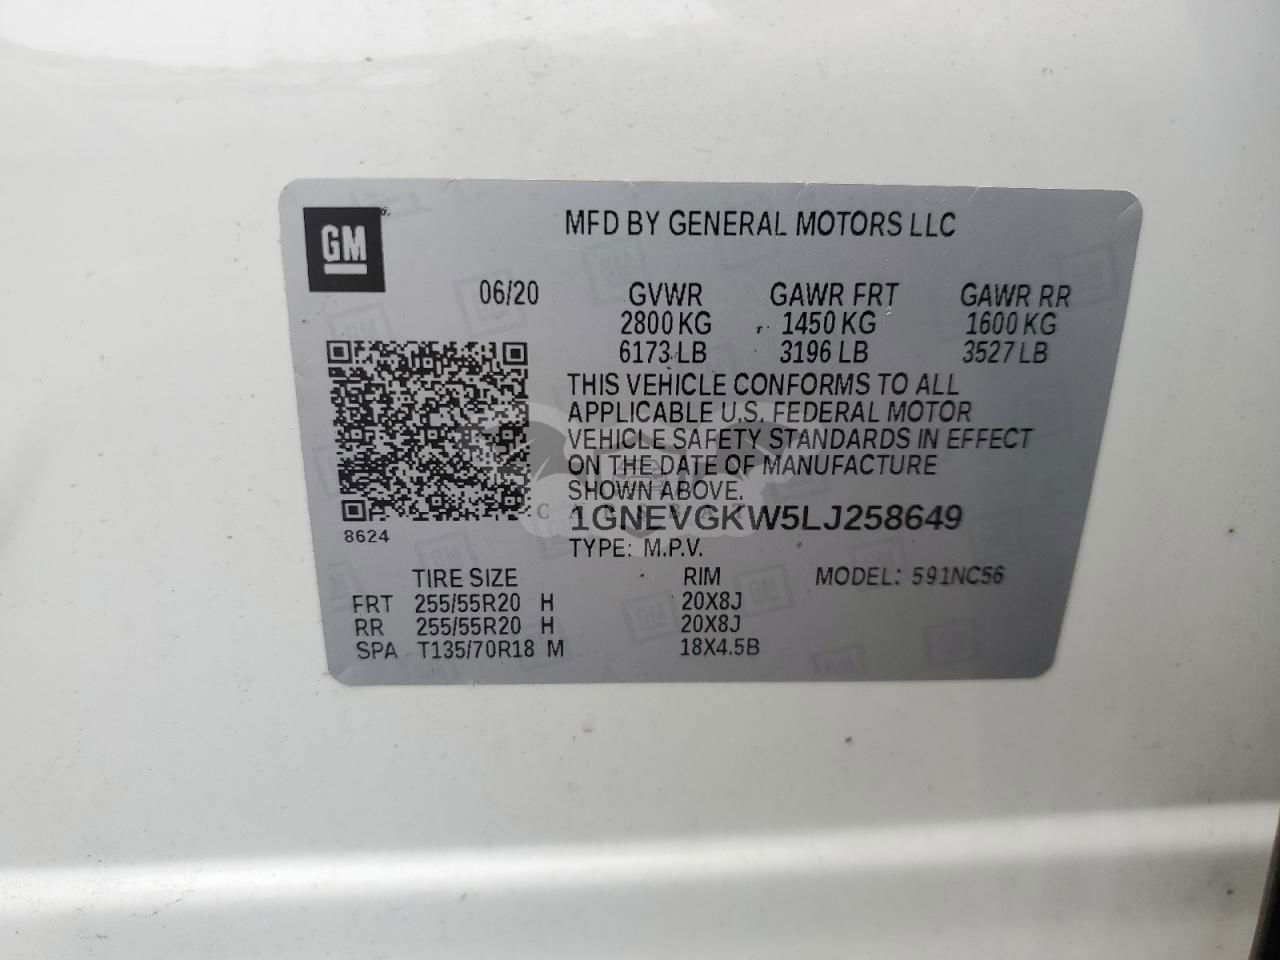 GM
MFD BY GENERAL MOTORS LLC
06/20 GVWR GAWR FRT GAWR RR
2800 KG 1450 KG 1600 KG
6173 LB 3196 LB 3527 LB
THIS VEHICLE CONFORMS TO ALL
APPLICABLE U.S. FEDERAL MOTOR
VEHICLE SAFETY STANDARDS IN EFFECT
ON THE DATE OF MANUFACTURE
SHOWN ABOVE.
1GNEVGKW5LJ258649
8624
TYPE: M.P.V.
TIRE SIZE RIM MODEL: 591NC56
FRT 255/55R20 H 20X8J
RR 255/55R20 H 20X8J
SPA T135/70R18 M 18X4.5B